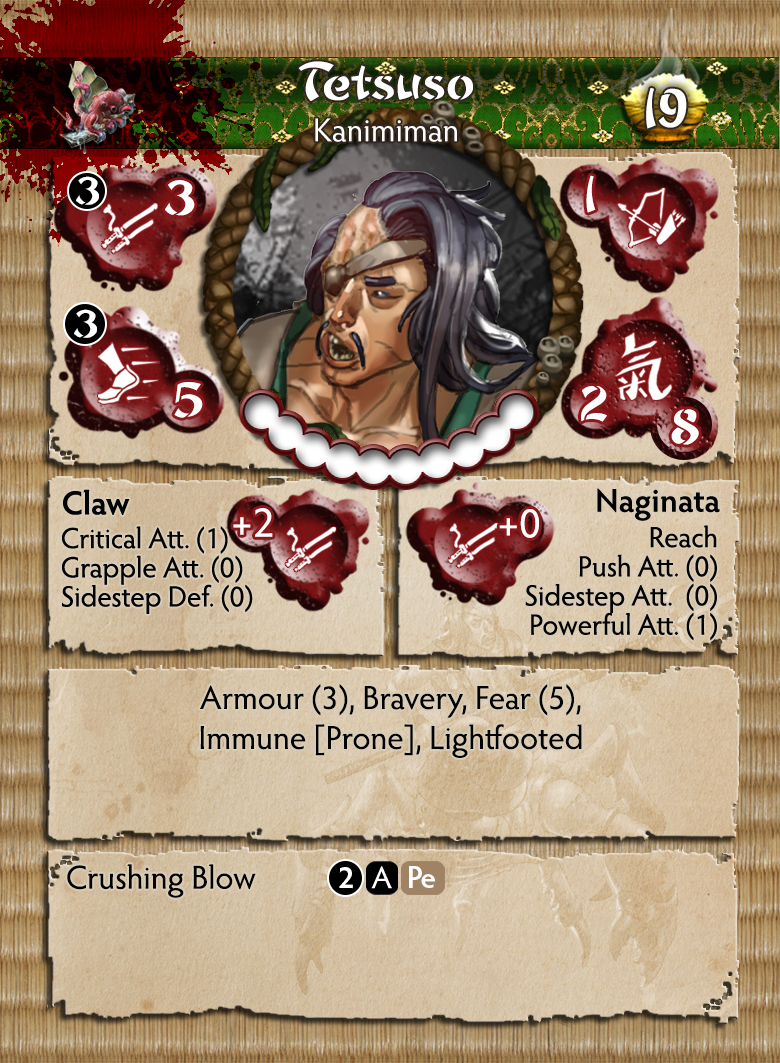 Tetsuso
19
Kanimiman
3 3
1
3
5
氣
2
8
Claw
+2
Critical Att. (1)
Grapple Att. (0)
Sidestep Def. (0)
+0
Naginata
Reach
Push Att. (0)
Sidestep Att. (0)
Powerful Att. (1)
Armour (3), Bravery, Fear (5),
Immune [Prone], Lightfooted
Crushing Blow 2 A Pe